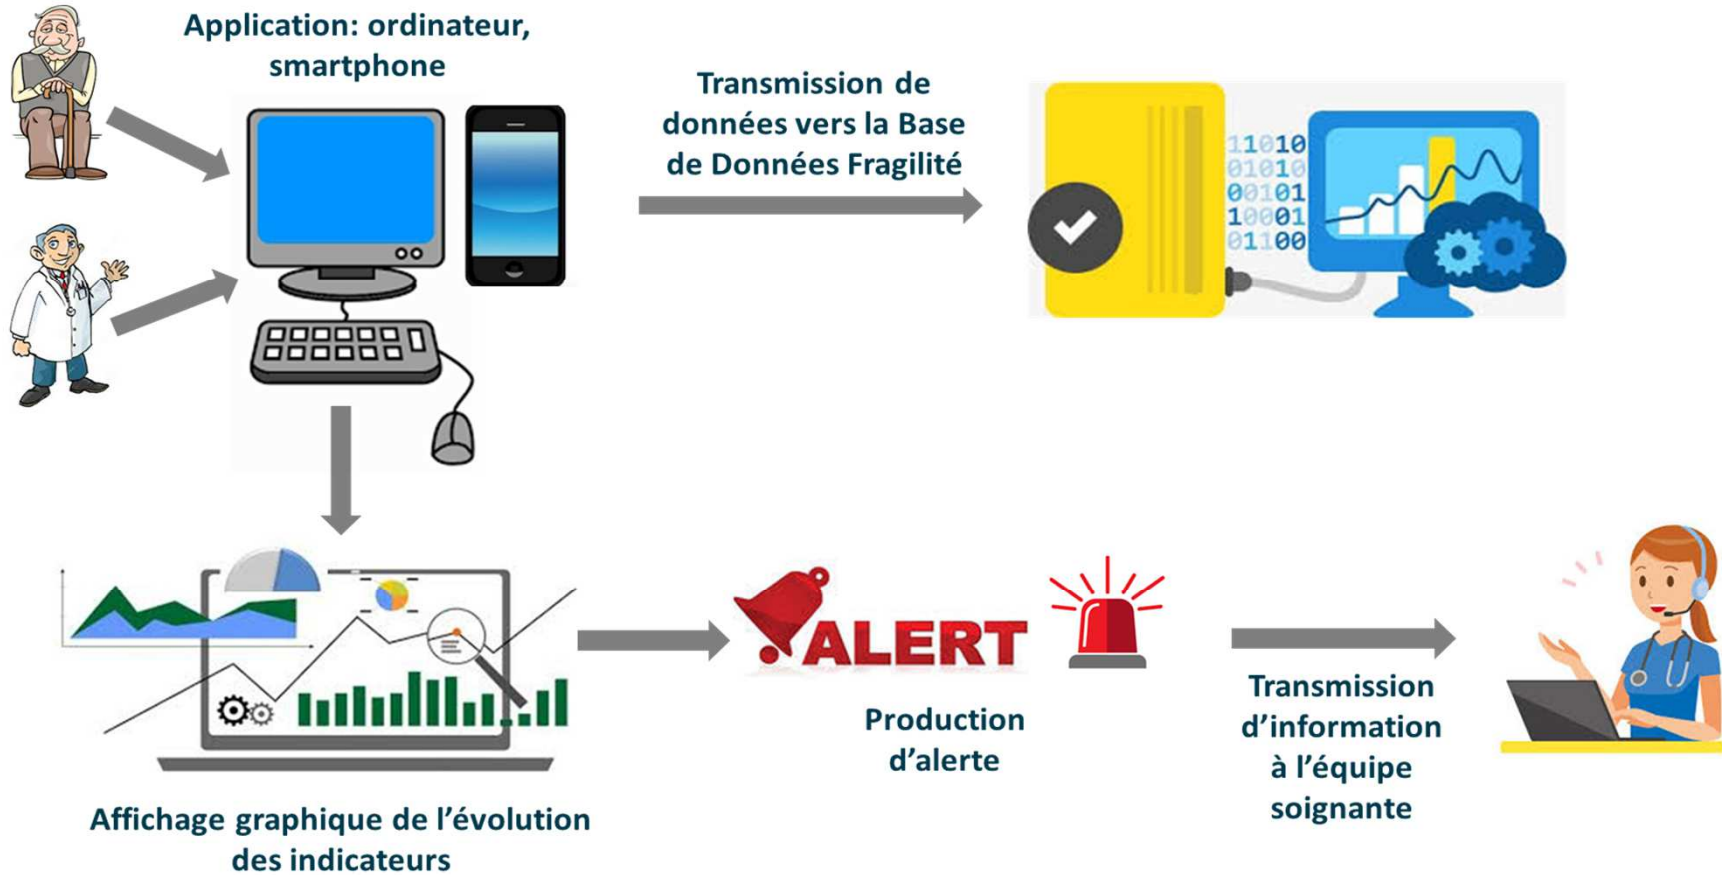 Application: ordinateur,
smartphone
Transmission de
données vers la Base
de Données Fragilité
11010
01010
00101
10001
01100
ALERT
Production
d'alerte
Transmission
d'information
à l'équipe
soignante
Affichage graphique de l'évolution
des indicateurs